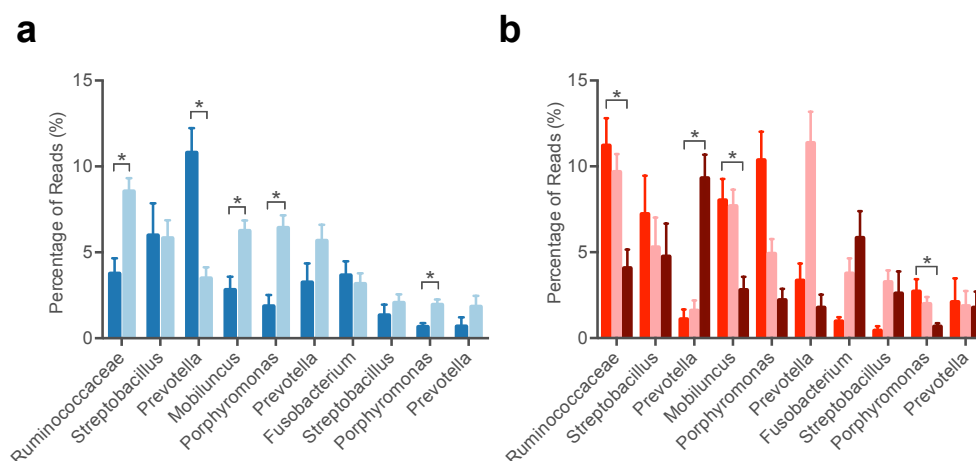 a
Percentage of Reads (%)
15
10
5
0
*
*
*
*
*
Ruminococcaceae
Streptobacillus
Prevotella
Mobiluncus
Porphyromonas
Prevotella
Fusobacterium
Streptobacillus
Porphyromonas
Prevotella
b
Percentage of Reads (%)
15
10
5
0
*
*
*
*
Ruminococcaceae
Streptobacillus
Prevotella
Mobiluncus
Porphyromonas
Prevotella
Fusobacterium
Streptobacillus
Porphyromonas
Prevotella